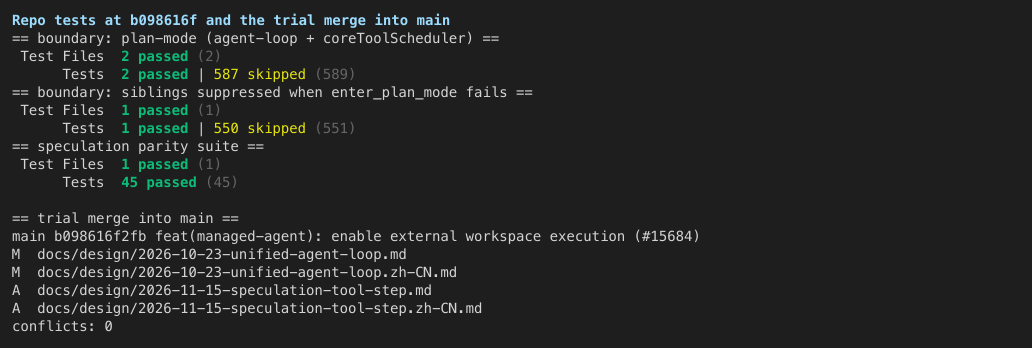 Repo tests at b098616f and the trial merge into main
== boundary: plan-mode (agent-loop + coreToolScheduler) ==
Test Files 2 passed (2)
Tests 2 passed | 587 skipped (589)
== boundary: siblings suppressed when enter_plan_mode fails ==
Test Files 1 passed (1)
Tests 1 passed | 550 skipped (551)
== speculation parity suite ==
Test Files 1 passed (1)
Tests 45 passed (45)
== trial merge into main ==
main b098616f2fb feat(managed-agent): enable external workspace execution (#15684)
M docs/design/2026-10-23-unified-agent-loop.md
M docs/design/2026-10-23-unified-agent-loop.zh-CN.md
A docs/design/2026-11-15-speculation-tool-step.md
A docs/design/2026-11-15-speculation-tool-step.zh-CN.md
conflicts: 0